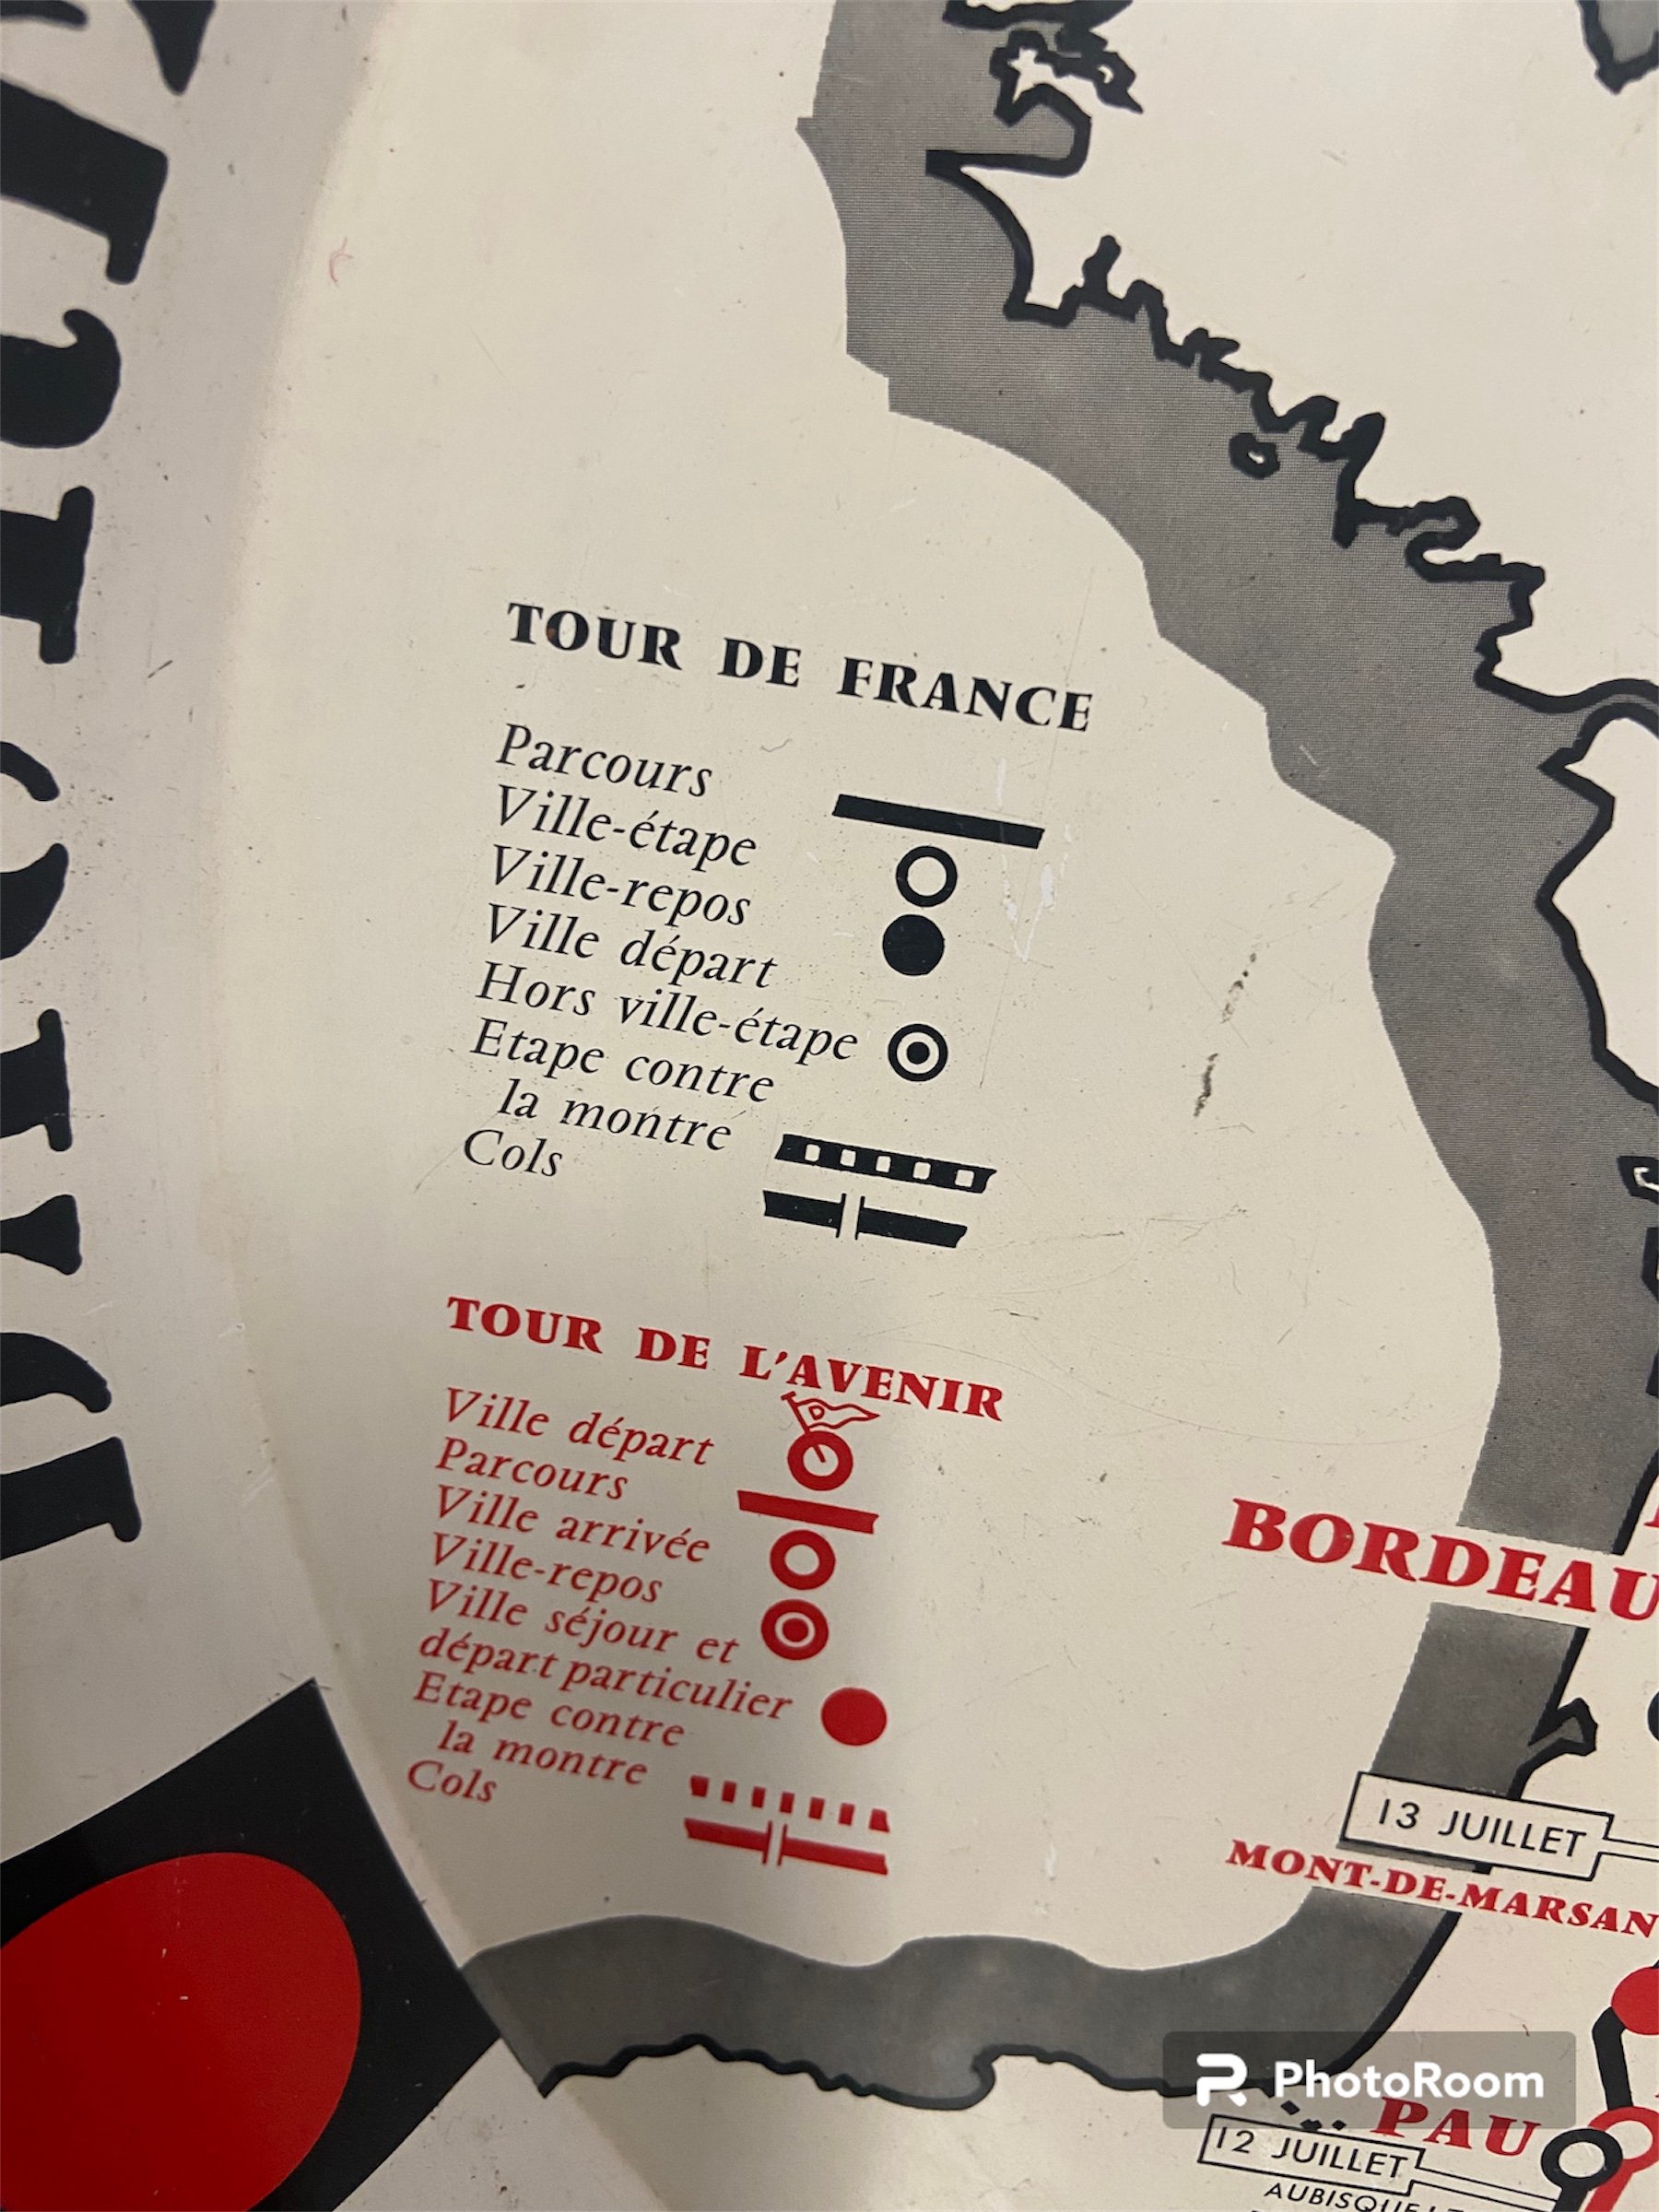 TOUR DE FRANCE
Parcours
Ville-étape
Ville-repos
Ville départ
Hors ville-étape
Etape contre
la montre
Cols
TOUR DE L'AVENIR
D
Ville départ
Parcours
Ville arrivée
Ville-repos
Ville séjour et
départ particulier
Etape contre
la montre
Cols
BORDEAU
13 JUILLET
MONT-DE-MARSAN
PhotoRoom
PAU
12 JUILLET